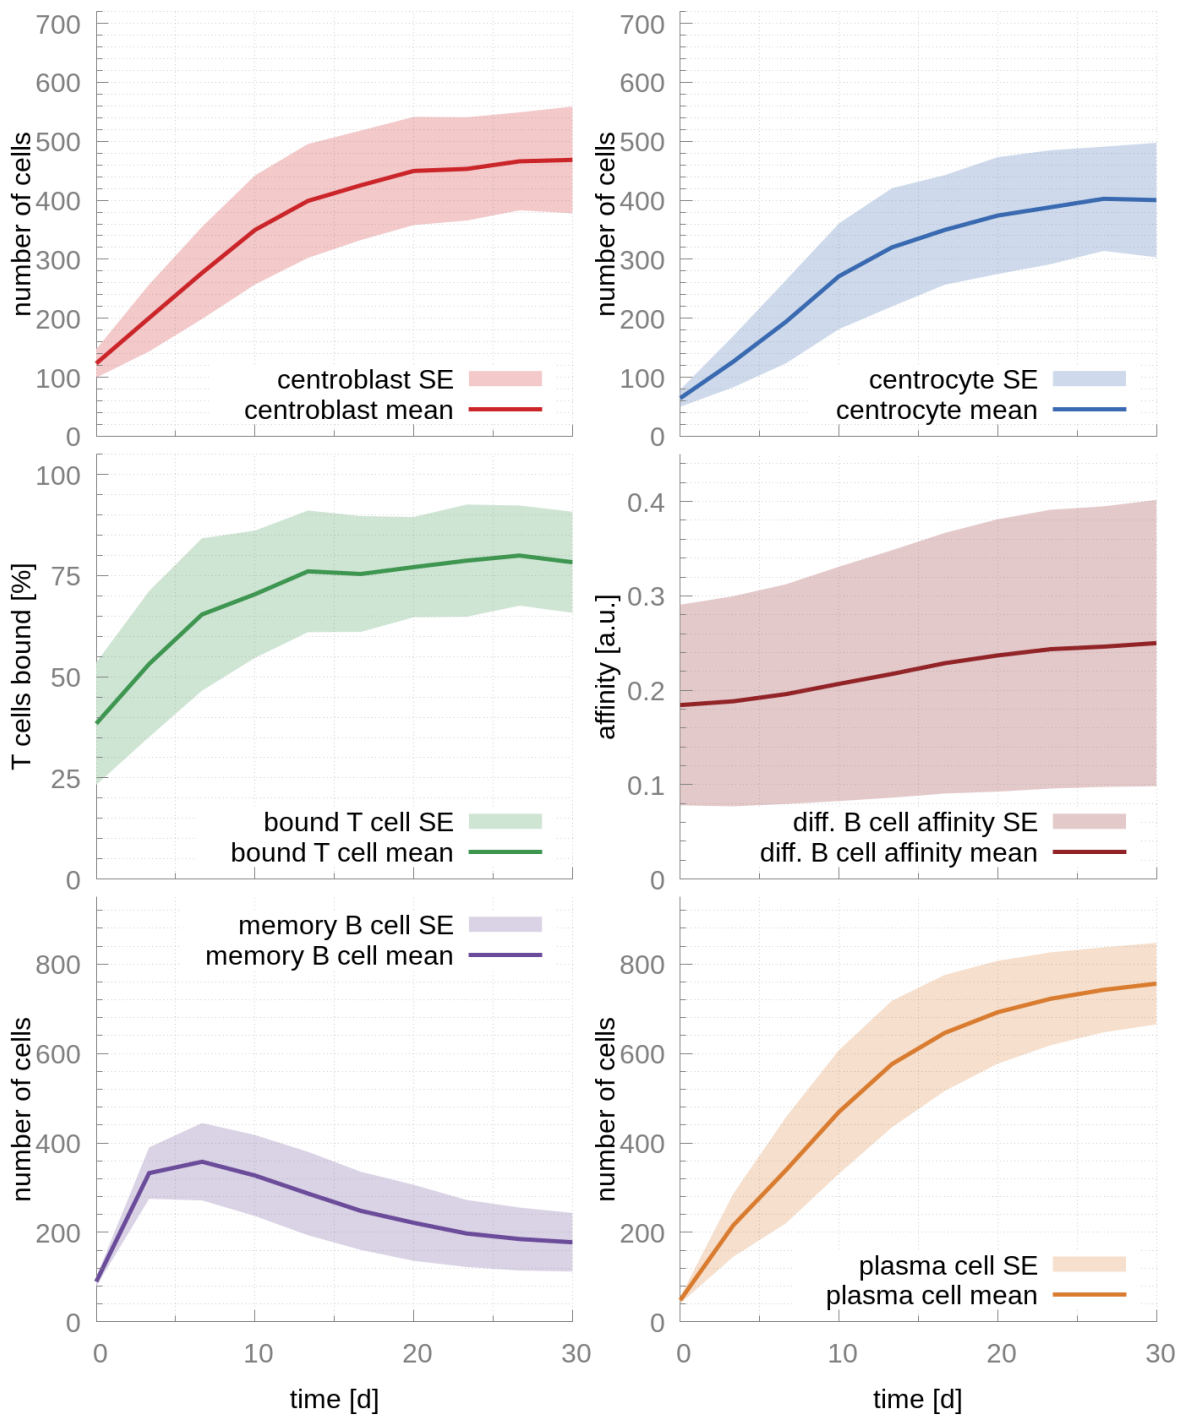 700
600
500
400
300
200
100
0
number of cells
centroblast SE
centroblast mean
700
600
500
400
300
200
100
0
number of cells
centrocyte SE
centrocyte mean
100
75
50
25
0
T cells bound [%]
bound T cell SE
bound T cell mean
0.4
0.3
0.2
0.1
0
affinity [a.u.]
diff. B cell affinity SE
diff. B cell affinity mean
800
600
400
200
0
number of cells
memory B cell SE
memory B cell mean
0 10 20 30
time [d]
800
600
400
200
0
number of cells
plasma cell SE
plasma cell mean
0 10 20 30
time [d]